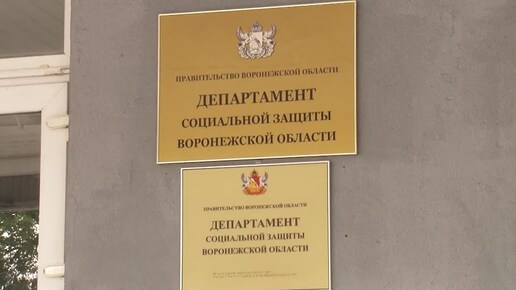 ПРАВИТЕЛЬСТВО ВОРОНЕЖСКОЙ ОБЛАСТИ
ДЕПАРТАМЕНТ
СОЦИАЛЬНОЙ ЗАЩИТЫ
ВОРОНЕЖСКОЙ ОБЛАСТИ
ПРАВИТЕЛЬСТВО ВОРОНЕЖСКОЙ ОБЛАСТИ
ДЕПАРТАМЕНТ
СОЦИАЛЬНОЙ ЗАЩИТЫ
ВОРОНЕЖСКОЙ ОБЛАСТИ